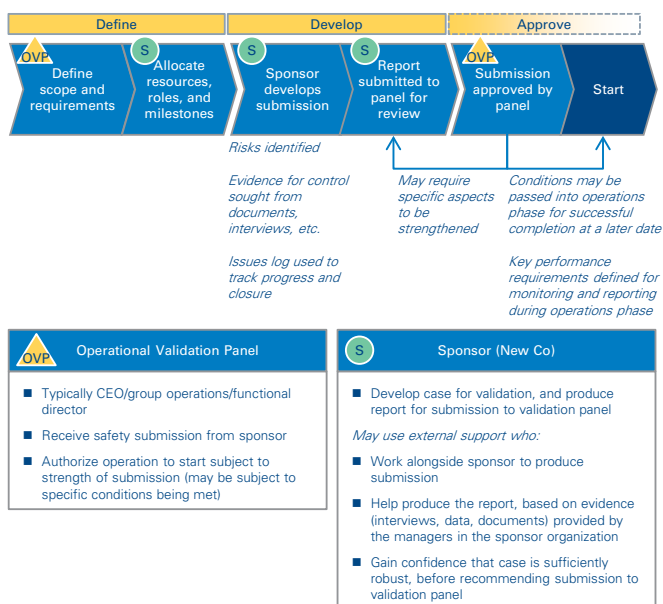 Define
Develop
Approve
OVP
Define
scope and
requirements
S
Allocate
resources,
roles, and
milestones
S
Sponsor
develops
submission
S
Report
submitted to
panel for
review
OVP
Submission
approved by
panel
Start
Risks identified
Evidence for control
sought from
documents,
interviews, etc.
Issues log used to
track progress and
closure
May require
specific aspects
to be
strengthened
Conditions may be
passed into operations
phase for successful
completion at a later date
Key performance
requirements defined for
monitoring and reporting
during operations phase
OVP
Operational Validation Panel
■ Typically CEO/group operations/functional
director
■ Receive safety submission from sponsor
■ Authorize operation to start subject to
strength of submission (may be subject to
specific conditions being met)
S
Sponsor (New Co)
■ Develop case for validation, and produce
report for submission to validation panel
May use external support who:
■ Work alongside sponsor to produce
submission
■ Help produce the report, based on evidence
(interviews, data, documents) provided by
the managers in the sponsor organization
■ Gain confidence that case is sufficiently
robust, before recommending submission to
validation panel